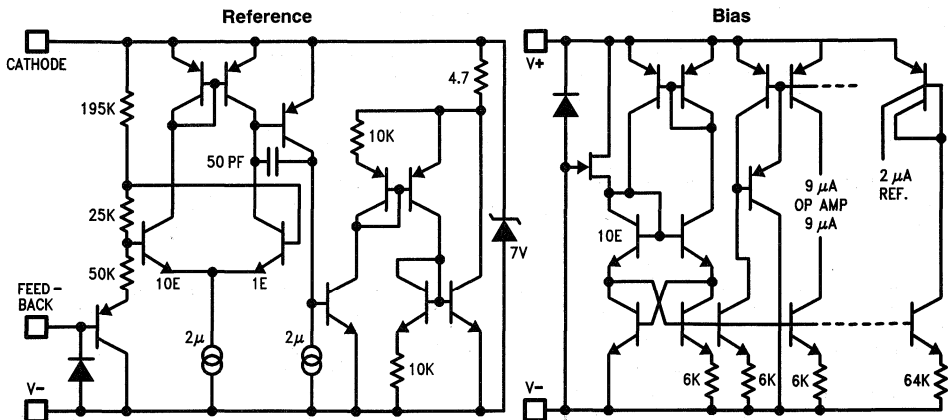 Reference
CATHODE
195K
50 PF
25K
50K
10E
1E
FEED-
BACK
2μ
2μ
V-
10K
4.7
10K
7V
Bias
V+
10E
9 μA
OP AMP
9 μA
2 μA
REF.
6K
6K
6K
64K
V-